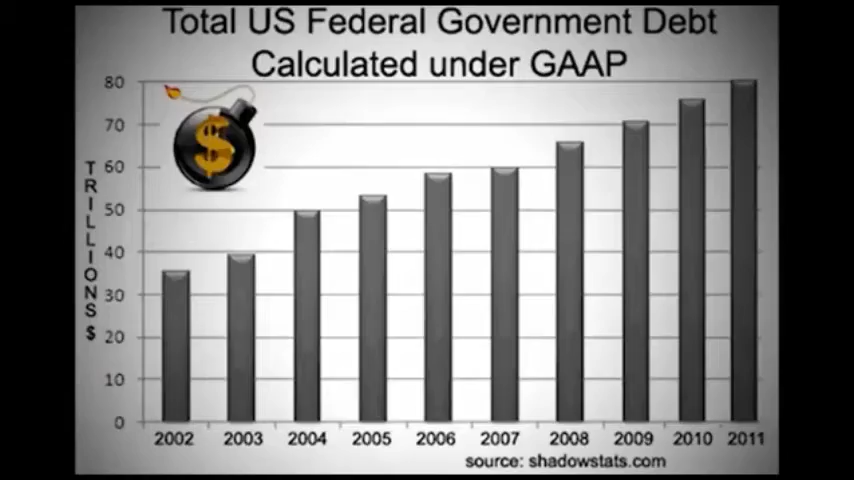 Total US Federal Government Debt
Calculated under GAAP
80
70
60
50
40
30
20
10
0
TRILLIONS $
$
2002 2003 2004 2005 2006 2007 2008 2009 2010 2011
source: shadowstats.com